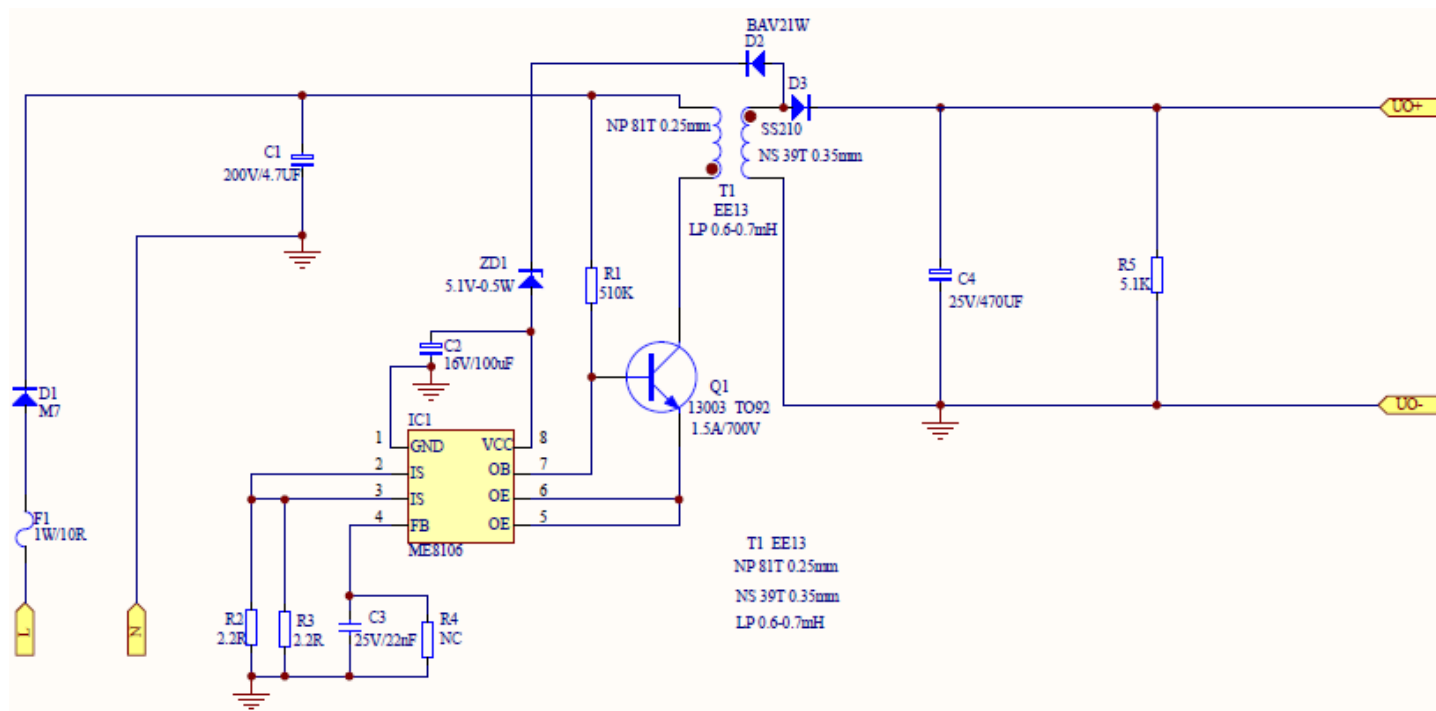 BAV21W
D2
D3
NP 81T 0.25mm
SS210
UO+
C1
200V/4.7UF
NS 39T 0.35mm
T1
EE13
LP 0.6-0.7mH
ZD1
5.1V-0.5W
R1
510K
C4
25V/470UF
R5
5.1K
C2
16V/100uF
D1
M7
Q1
13003 TO92
1.5A/700V
UO-
IC1
1 GND VCC 8
2 IS OB 7
3 IS OE 6
4 FB OE 5
ME8106
F1
1W/10R
T1 EE13
NP 81T 0.25mm
NS 39T 0.35mm
LP 0.6-0.7mH
L
N
R2
2.2R
R3
2.2R
C3
25V/22nF
R4
NC